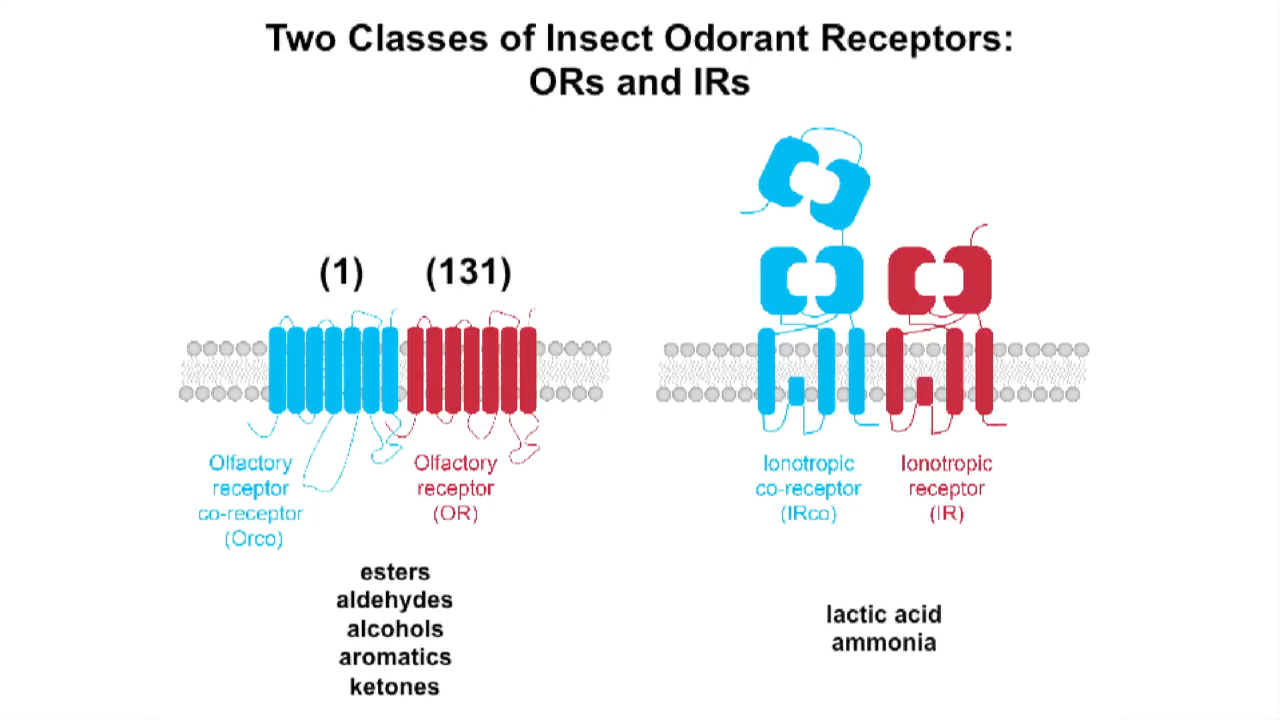 Two Classes of Insect Odorant Receptors:
ORs and IRs
(1) (131)
Olfactory
receptor
co-receptor
(Orco)
Olfactory
receptor
(OR)
esters
aldehydes
alcohols
aromatics
ketones
Ionotropic
co-receptor
(IRco)
Ionotropic
receptor
(IR)
lactic acid
ammonia